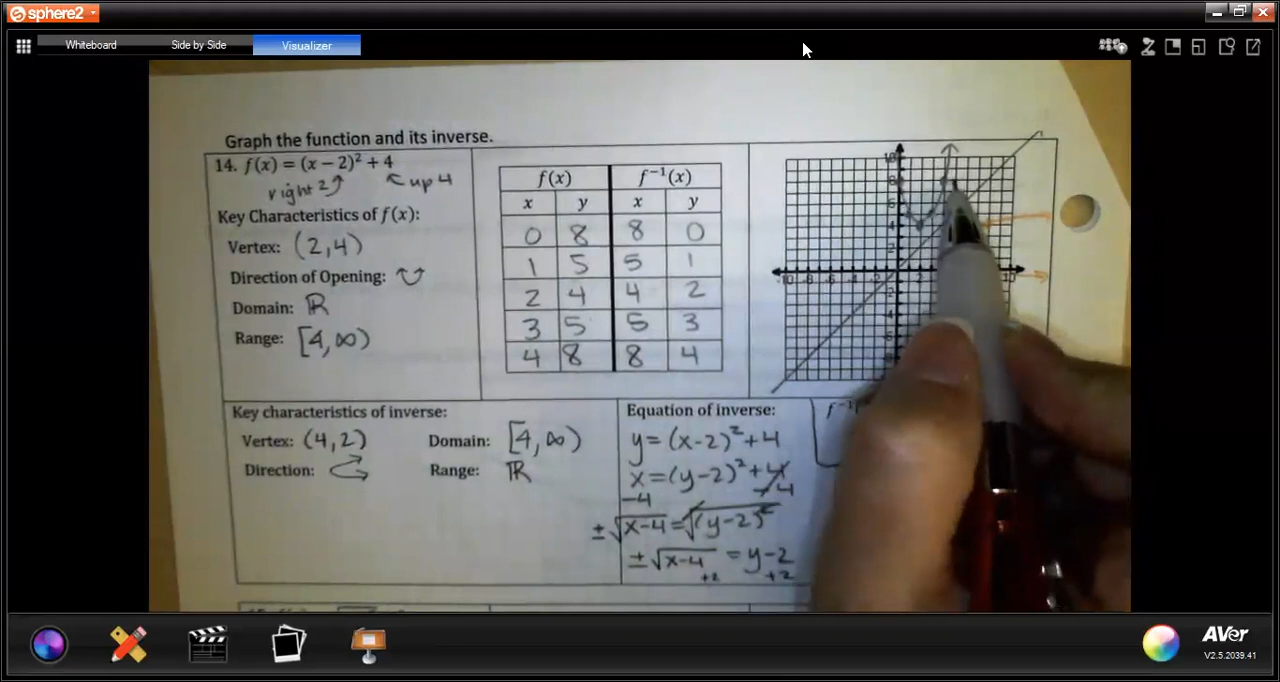 sphere2
Whiteboard
Side by Side
Visualizer
Graph the function and its inverse.
14. f(x) = (x − 2)² + 4
right 2 up 4
Key Characteristics of f(x):
Vertex: (2,4)
Direction of Opening:
Domain: ℝ
Range: [4,∞)
f(x) f⁻¹(x)
x y x y
0 8 8 0
1 5 5 1
2 4 4 2
3 5 5 3
4 8 8 4
Key characteristics of inverse:
Vertex: (4,2) Domain: [4,∞)
Direction: Range: ℝ
Equation of inverse:
y=(x-2)²+4
x=(y-2)²+4
-4 -4
±√x-4 = √(y-2)²
±√x-4 = y-2
+2 +2
AVer
V2.5.2039.41